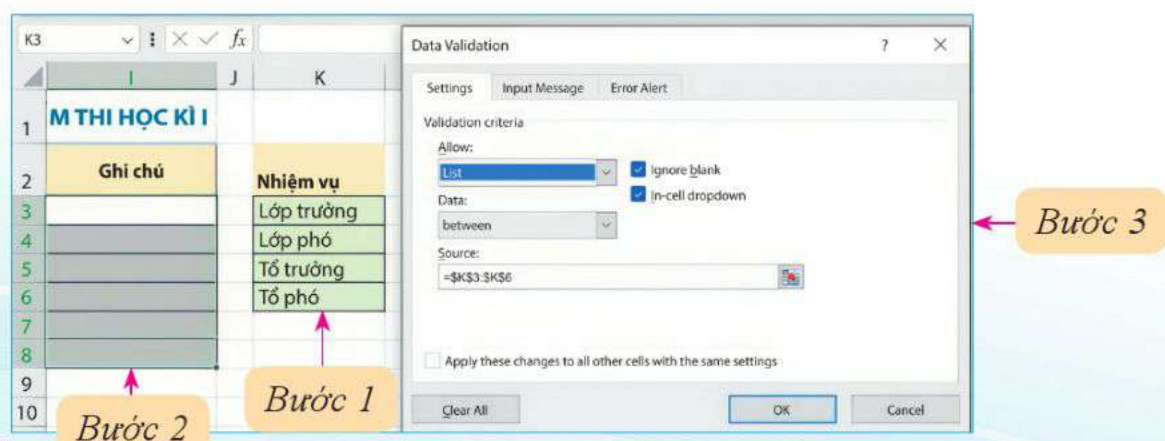 K3 fx
Data Validation ? ×
I J K
Settings Input Message Error Alert
1 M THI HỌC KÌ I
Validation criteria
Allow:
2 Ghi chú Nhiệm vụ
List Ignore blank
In-cell dropdown
3 Lớp trưởng
Data:
4 Lớp phó
between
5 Tổ trưởng
Source:
6 Tổ phó
=$K$3:$K$6
7
8
Apply these changes to all other cells with the same settings
9
10
Clear All OK Cancel
Bước 1
Bước 2
Bước 3